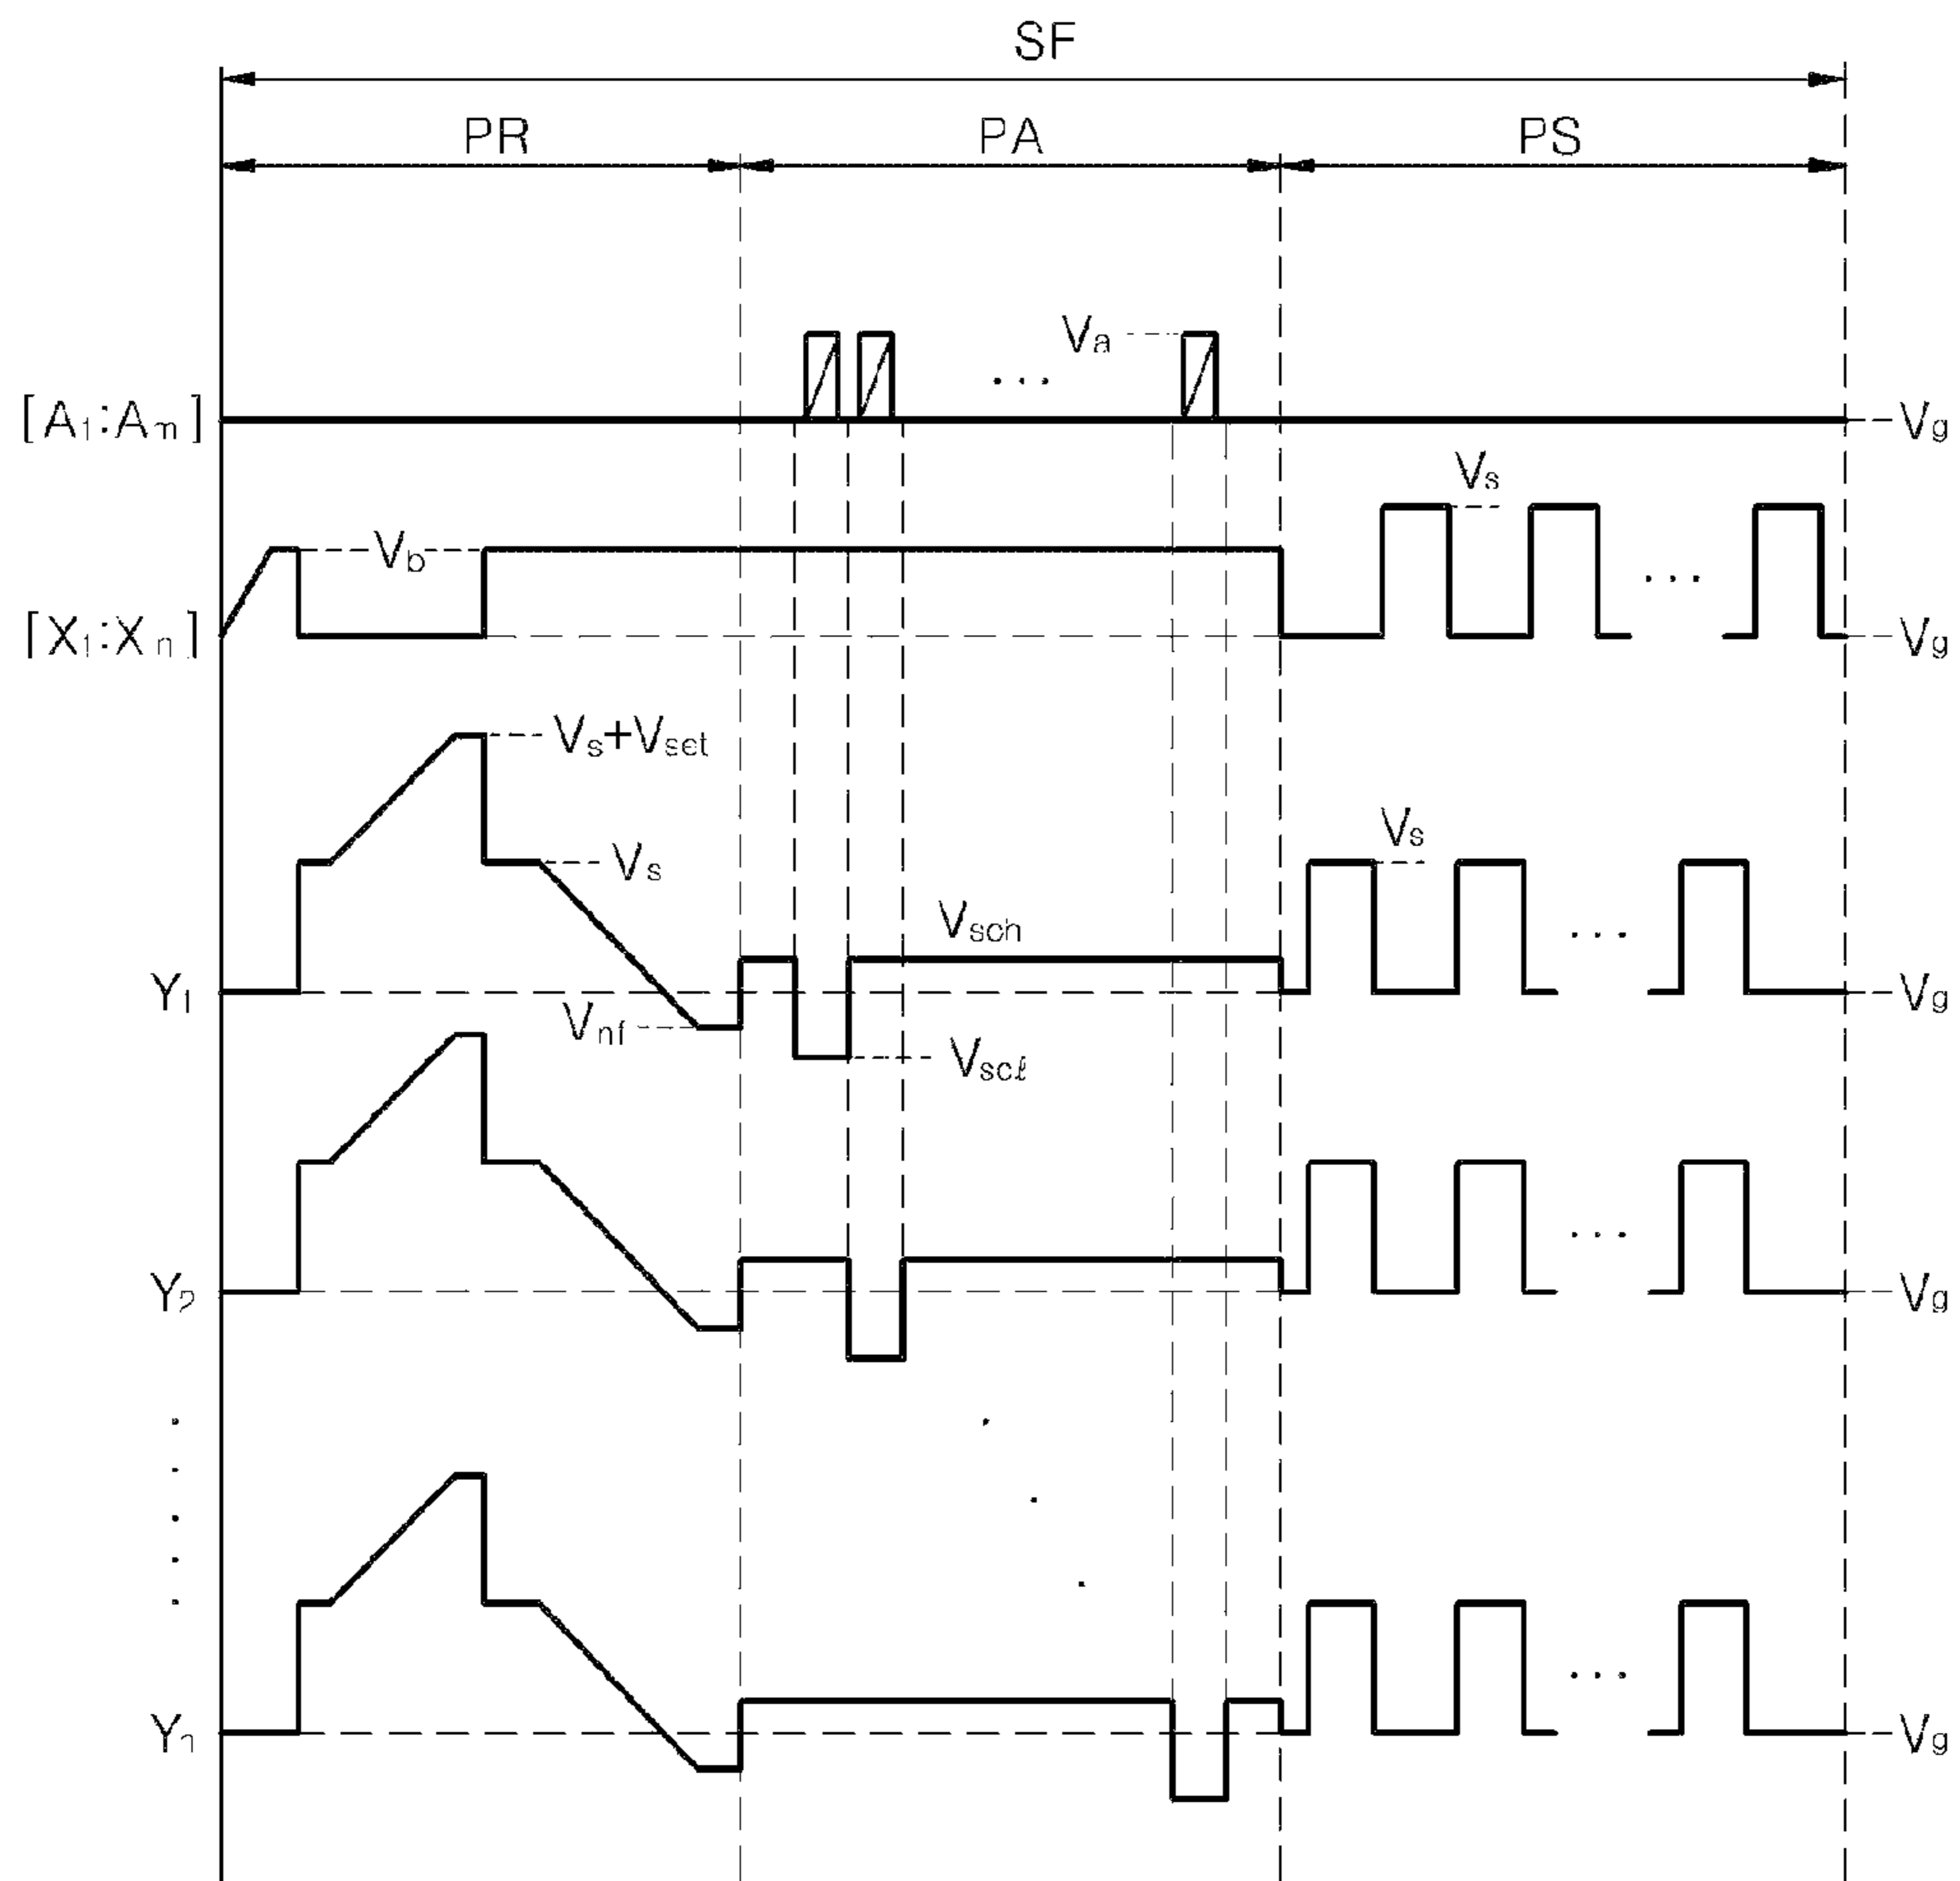 SF
PR PA PS
Va
[A1:Am] Vg
Vs
Vb
[X1:Xn] Vg
Vs+Vset
Vs
Vs
Vsch
Y1 Vg
Vnf
Vscℓ
Y2 Vg
Yn Vg